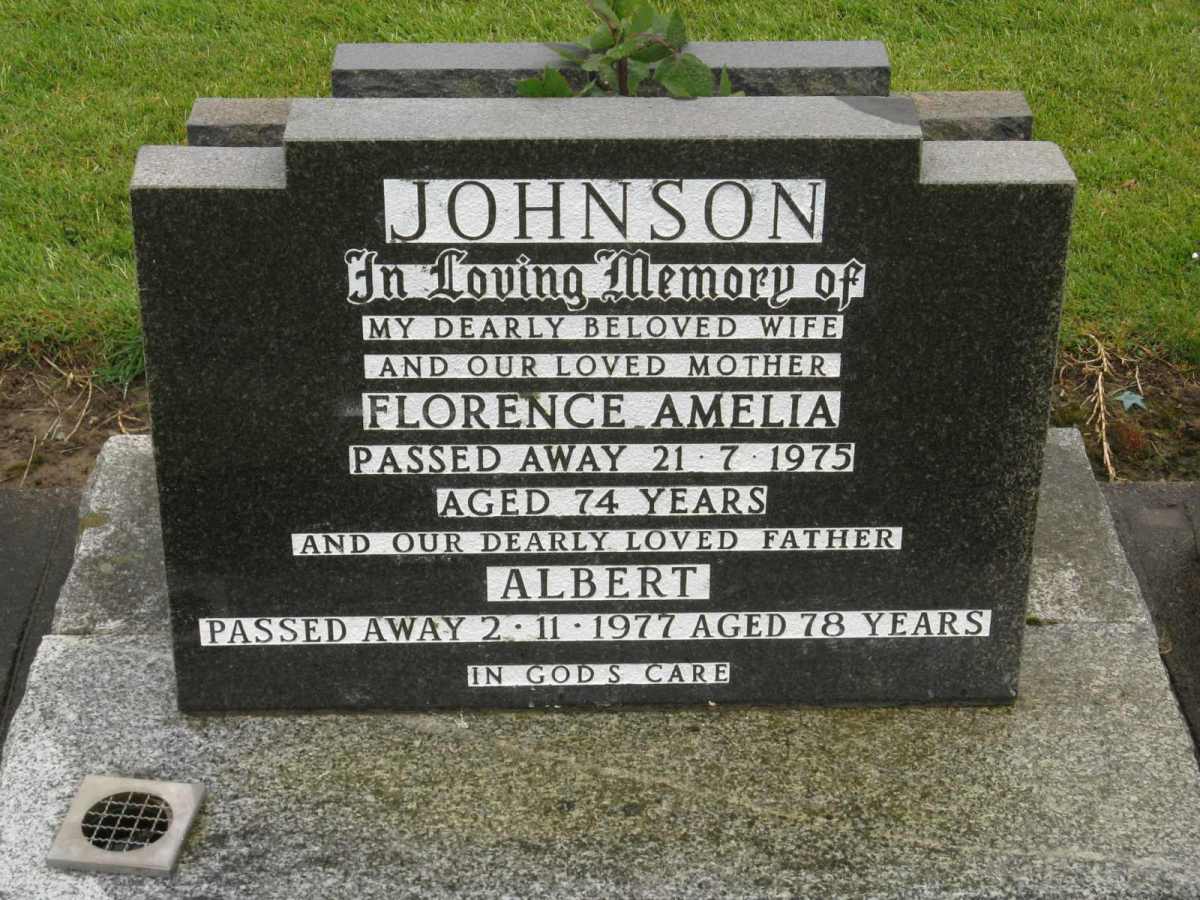 JOHNSON
In Loving Memory of
MY DEARLY BELOVED WIFE
AND OUR LOVED MOTHER
FLORENCE AMELIA
PASSED AWAY 21 · 7 · 1975
AGED 74 YEARS
AND OUR DEARLY LOVED FATHER
ALBERT
PASSED AWAY 2 · 11 · 1977 AGED 78 YEARS
IN GODS CARE